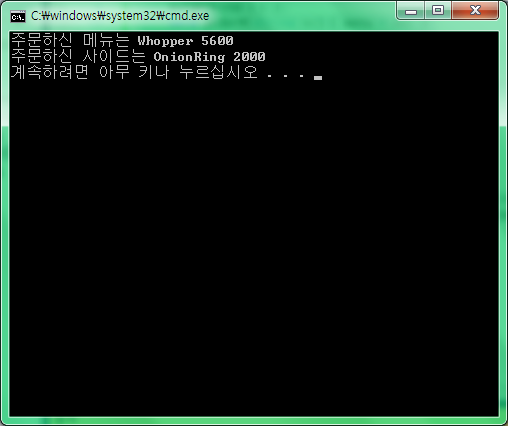 C:₩windows₩system32₩cmd.exe
주문하신 메뉴는 Whopper 5600
주문하신 사이드는 OnionRing 2000
계속하려면 아무 키나 누르십시오 . . .